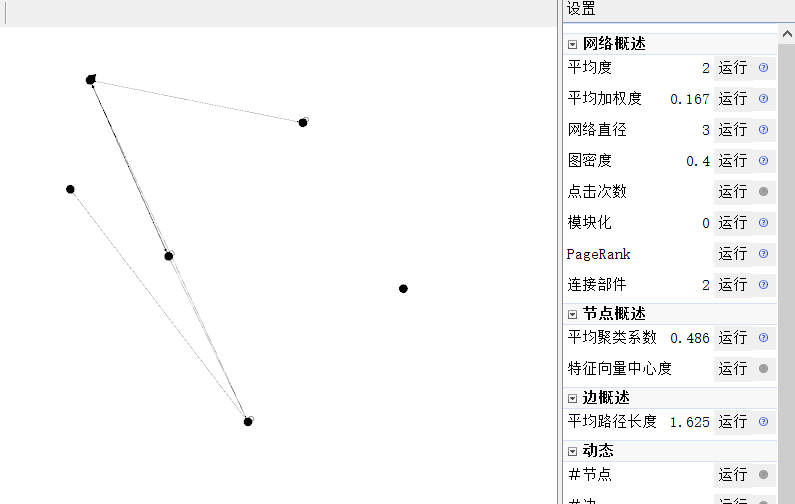 设置
网络概述
平均度 2 运行
平均加权度 0.167 运行
网络直径 3 运行
图密度 0.4 运行
点击次数 运行
模块化 0 运行
PageRank 运行
连接部件 2 运行
节点概述
平均聚类系数 0.486 运行
特征向量中心度 运行
边概述
平均路径长度 1.625 运行
动态
#节点 运行